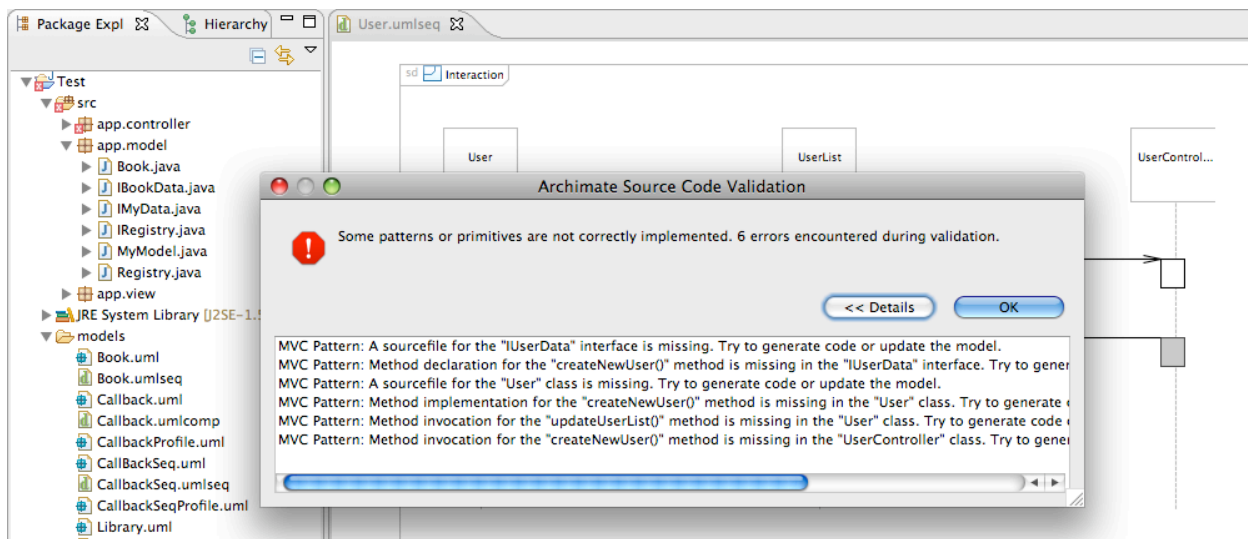 Package Expl
Hierarchy
User.umlseq
Test
src
app.controller
app.model
Book.java
IBookData.java
IMyData.java
IRegistry.java
MyModel.java
Registry.java
app.view
JRE System Library [J2SE-1.5
models
Book.uml
Book.umlseq
Callback.uml
Callback.umlcomp
CallbackProfile.uml
CallBackSeq.uml
CallbackSeq.umlseq
CallbackSeqProfile.uml
Library.uml
sd Interaction
User
UserList
UserControl...
Archimate Source Code Validation
Some patterns or primitives are not correctly implemented. 6 errors encountered during validation.
<< Details
OK
MVC Pattern: A sourcefile for the "IUserData" interface is missing. Try to generate code or update the model.
MVC Pattern: Method declaration for the "createNewUser()" method is missing in the "IUserData" interface. Try to gener
MVC Pattern: A sourcefile for the "User" class is missing. Try to generate code or update the model.
MVC Pattern: Method implementation for the "createNewUser()" method is missing in the "User" class. Try to generate
MVC Pattern: Method invocation for the "updateUserList()" method is missing in the "User" class. Try to generate code
MVC Pattern: Method invocation for the "createNewUser()" method is missing in the "UserController" class. Try to gener